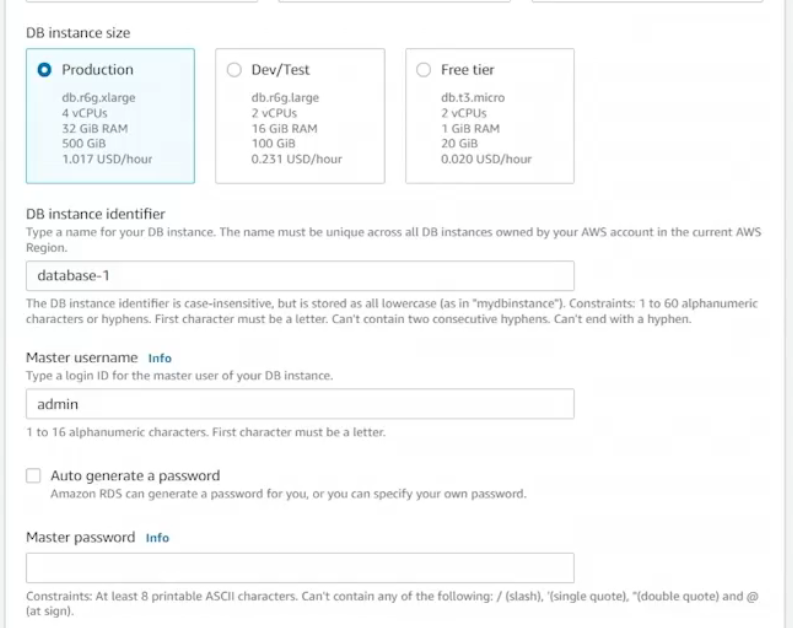 DB instance size
Production
db.r6g.xlarge
4 vCPUs
32 GiB RAM
500 GiB
1.017 USD/hour
Dev/Test
db.r6g.large
2 vCPUs
16 GiB RAM
100 GiB
0.231 USD/hour
Free tier
db.t3.micro
2 vCPUs
1 GiB RAM
20 GiB
0.020 USD/hour
DB instance identifier
Type a name for your DB instance. The name must be unique across all DB instances owned by your AWS account in the current AWS
Region.
database-1
The DB instance identifier is case-insensitive, but is stored as all lowercase (as in "mydbinstance"). Constraints: 1 to 60 alphanumeric
characters or hyphens. First character must be a letter. Can't contain two consecutive hyphens. Can't end with a hyphen.
Master username Info
Type a login ID for the master user of your DB instance.
admin
1 to 16 alphanumeric characters. First character must be a letter.
Auto generate a password
Amazon RDS can generate a password for you, or you can specify your own password.
Master password Info
Constraints: At least 8 printable ASCII characters. Can't contain any of the following: / (slash), '(single quote), "(double quote) and @
(at sign).